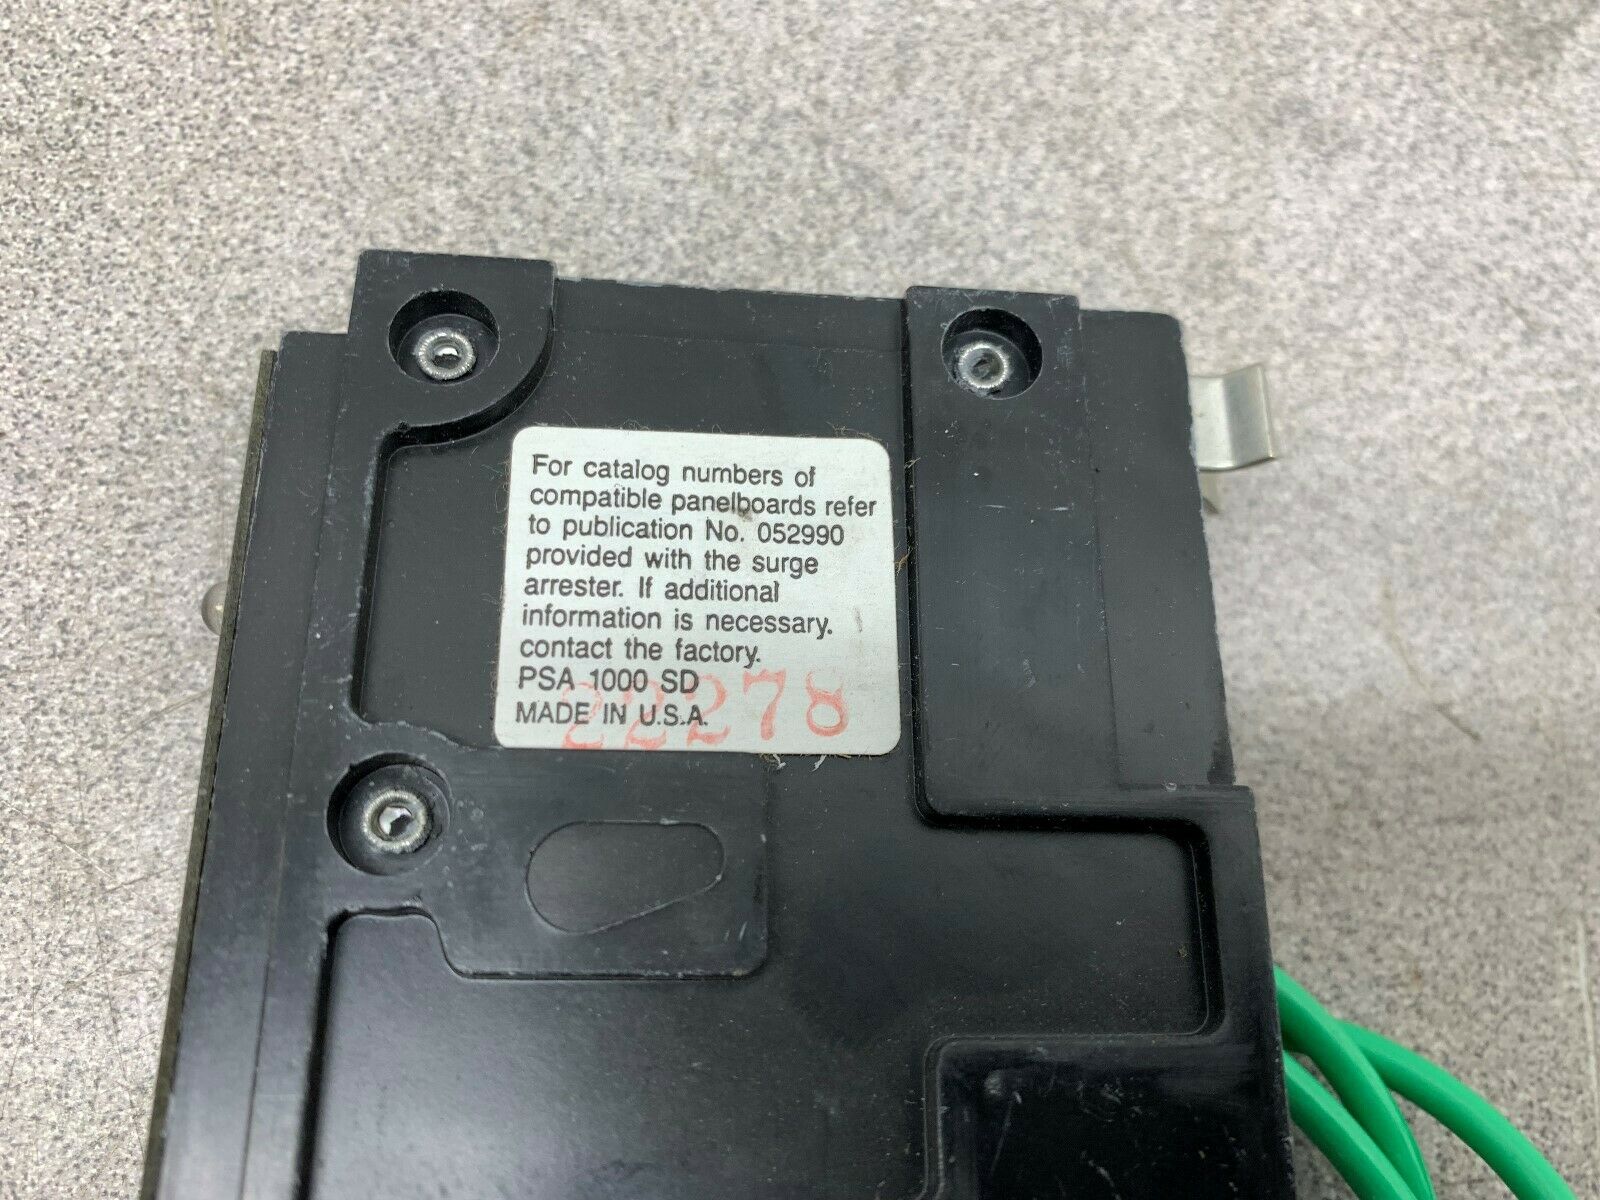 For catalog numbers of
compatible panelboards refer
to publication No. 052990
provided with the surge
arrester. If additional
information is necessary.
contact the factory.
PSA 1000 SD
MADE IN U.S.A.
22278